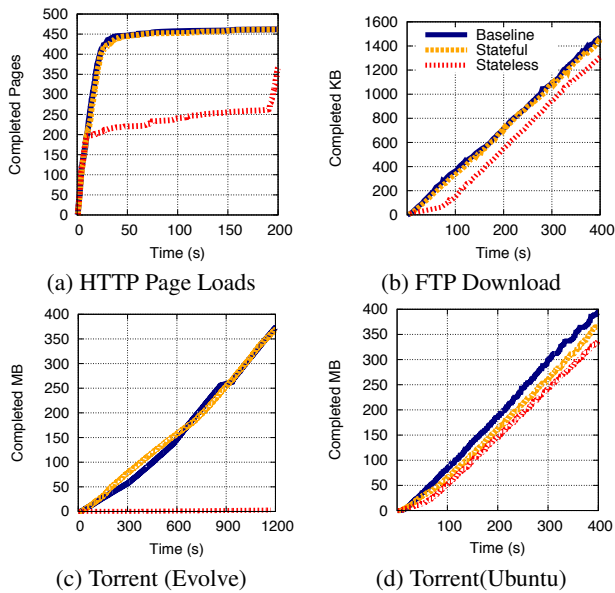 500
450
400
350
300
250
200
150
100
50
0
Completed Pages
0 50 100 150 200
Time (s)
(a) HTTP Page Loads
1600
1400
1200
1000
800
600
400
200
0
Completed KB
Baseline
Stateful
Stateless
100 200 300 400
Time (s)
(b) FTP Download
400
350
300
250
200
150
100
50
0
Completed MB
0 300 600 900 1200
Time (s)
(c) Torrent (Evolve)
400
350
300
250
200
150
100
50
0
Completed MB
100 200 300 400
Time (s)
(d) Torrent(Ubuntu)